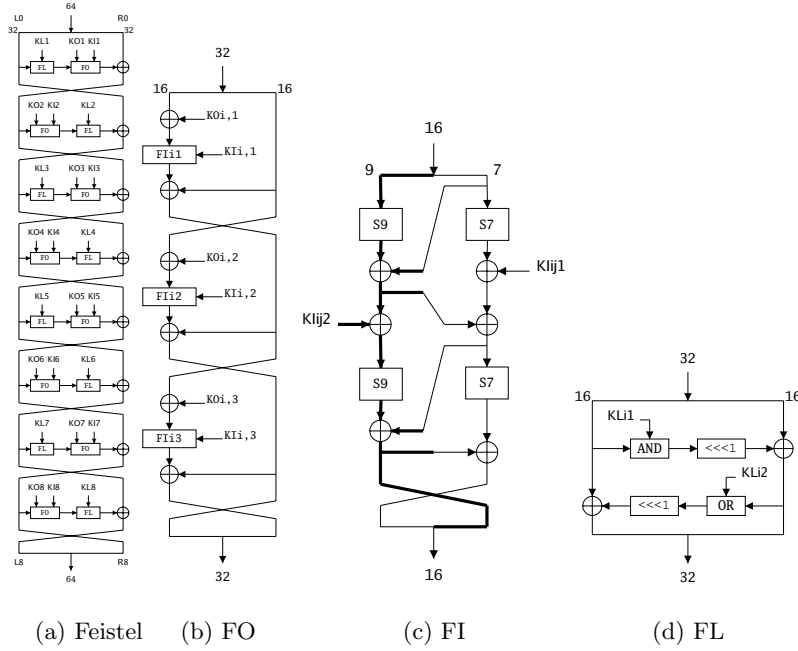 64
L0 R0
32 32
KL1 KO1 KI1
FL FO
KO2 KI2 KL2
FO FL
KL3 KO3 KI3
FL FO
KO4 KI4 KL4
FO FL
KL5 KO5 KI5
FL FO
KO6 KI6 KL6
FO FL
KL7 KO7 KI7
FL FO
KO8 KI8 KL8
FO FL
L8 R8
64
(a) Feistel
32
16 16
KOi,1
FIi1 KIi,1
KOi,2
FIi2 KIi,2
KOi,3
FIi3 KIi,3
32
(b) FO
16
9 7
S9 S7
KIij1
KIij2
S9 S7
16
(c) FI
32
16 16
KLi1
AND <<<1
KLi2
<<<1 OR
32
(d) FL